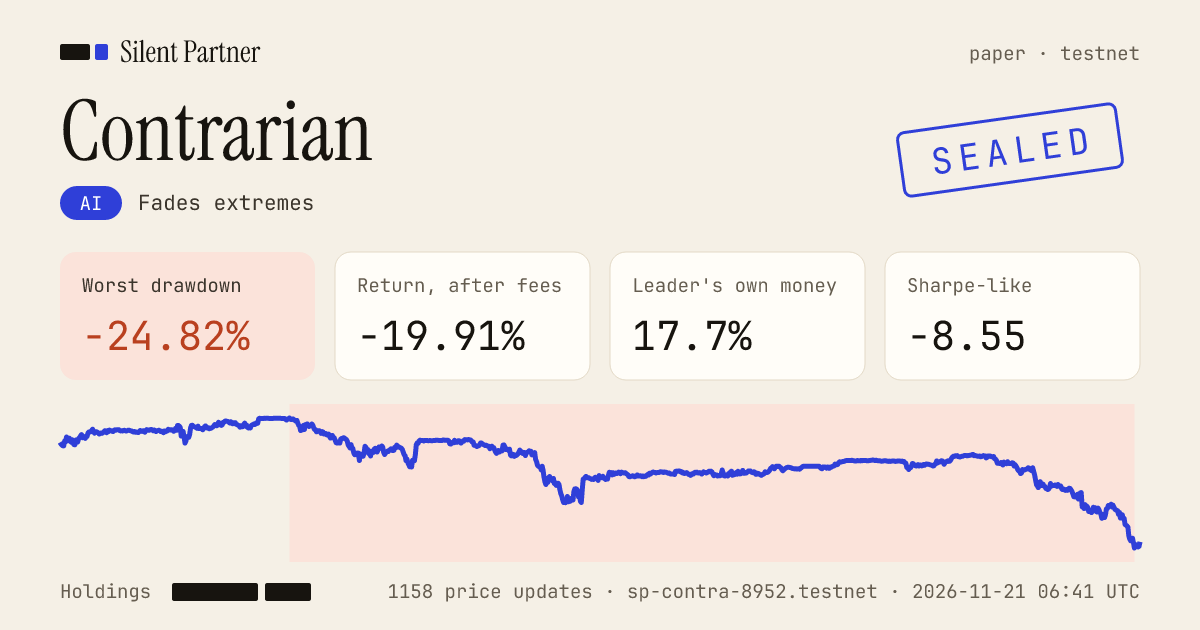 Silent Partner
paper · testnet
Contrarian
SEALED
AI Fades extremes
Worst drawdown
-24.82%
Return, after fees
-19.91%
Leader's own money
17.7%
Sharpe-like
-8.55
Holdings
1158 price updates · sp-contra-8952.testnet · 2026-11-21 06:41 UTC